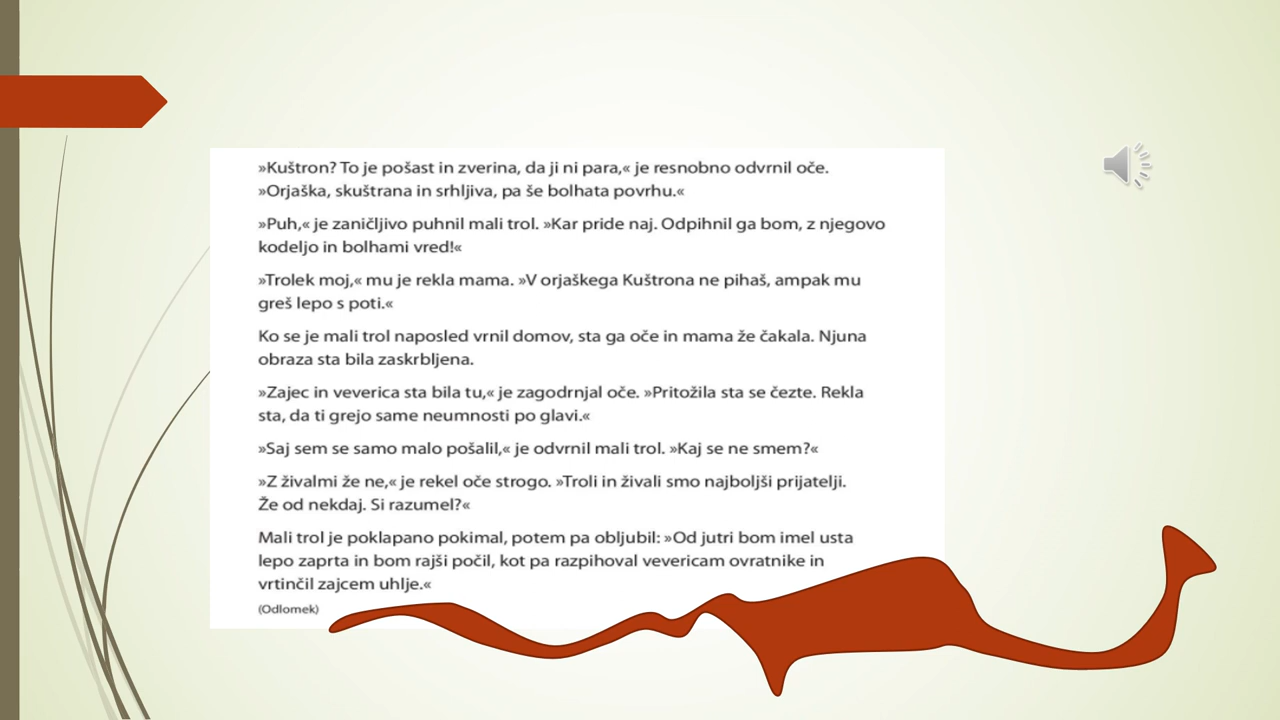 »Kuštron? To je pošast in zverina, da ji ni para,« je resnobno odvrnil oče.
»Orjaška, skuštrana in srhljiva, pa še bolhata povrhu.«
»Puh,« je zaničljivo puhnil mali trol. »Kar pride naj. Odpihnil ga bom, z njegovo
kodeljo in bolhami vred!«
»Trolek moj,« mu je rekla mama. »V orjaškega Kuštrona ne pihaš, ampak mu
greš lepo s poti.«
Ko se je mali trol naposled vrnil domov, sta ga oče in mama že čakala. Njuna
obraza sta bila zaskrbljena.
»Zajec in veverica sta bila tu,« je zagodrnjal oče. »Pritožila sta se čezte. Rekla
sta, da ti grejo same neumnosti po glavi.«
»Saj sem se samo malo pošalil,« je odvrnil mali trol. »Kaj se ne smem?«
»Z živalmi že ne,« je rekel oče strogo. »Troli in živali smo najboljši prijatelji.
Že od nekdaj. Si razumel?«
Mali trol je poklapano pokimal, potem pa obljubil: »Od jutri bom imel usta
lepo zaprta in bom rajši počil, kot pa razpihoval vevericam ovratnike in
vrtinčil zajcem uhlje.«
(Odlomek)